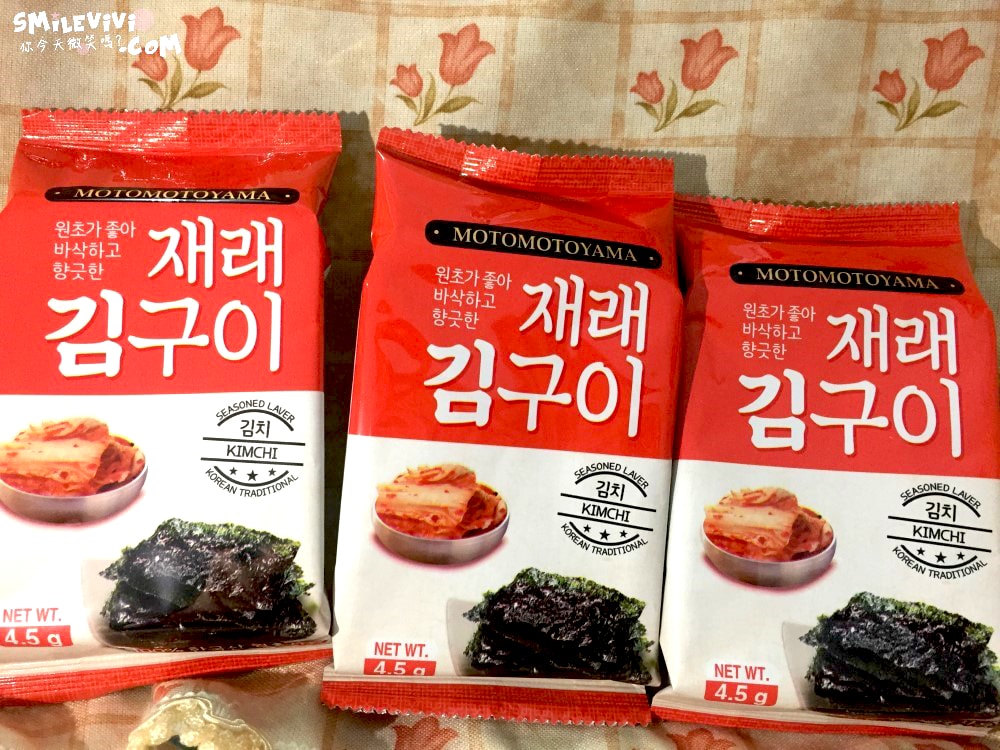 SMILEVIVI
你今天微笑嗎?
.COM
MOTOMOTOYAMA
원초가 좋아
바삭하고
향긋한
재래
김구이
SEASONED LAVER
김치
KIMCHI
KOREAN TRADITIONAL
NET WT.
4.5 g
MOTOMOTOYAMA
원초가 좋아
바삭하고
향긋한
재래
김구이
SEASONED LAVER
김치
KIMCHI
KOREAN TRADITIONAL
NET WT.
4.5 g
MOTOMOTOYAMA
원초가 좋아
바삭하고
향긋한
재래
김구이
SEASONED LAVER
김치
KIMCHI
KOREAN TRADITIONAL
NET WT.
4.5 g